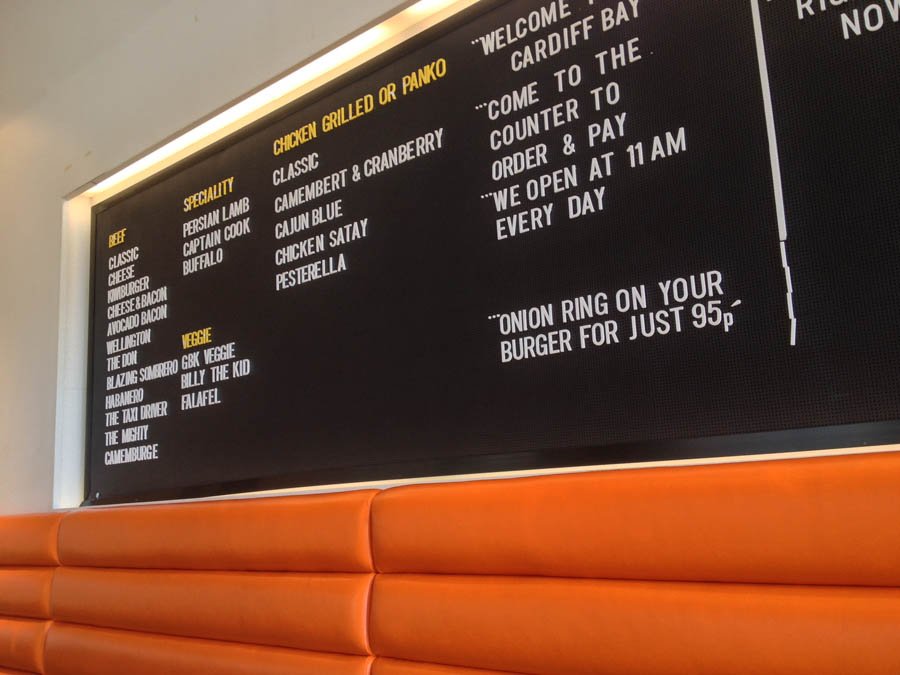 BEEF
CLASSIC
CHEESE
KIWIBURGER
CHEESE & BACON
AVOCADO BACON
WELLINGTON
THE DON
BLAZING SOMBRERO
HABANERO
THE TAXI DRIVER
THE MIGHTY
CAMEMBURGE
SPECIALITY
PERSIAN LAMB
CAPTAIN COOK
BUFFALO
VEGGIE
GBK VEGGIE
BILLY THE KID
FALAFEL
CHICKEN GRILLED OR PANKO
CLASSIC
CAMEMBERT & CRANBERRY
CAJUN BLUE
CHICKEN SATAY
PESTERELLA
WELCOME
CARDIFF BAY
COME TO THE
COUNTER TO
ORDER & PAY
WE OPEN AT 11 AM
EVERY DAY
ONION RING ON YOUR
BURGER FOR JUST 95p
NOW